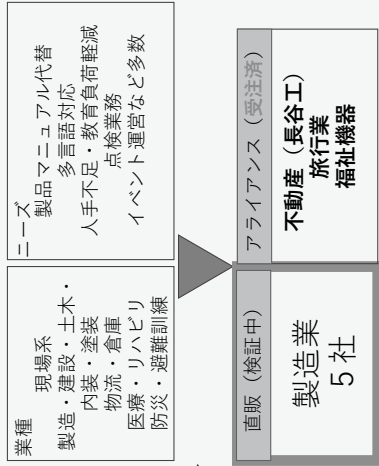 業種
現場系
製造・建設・土木・
内装・塗装
物流・倉庫
医療・リハビリ
防災・避難訓練
ニーズ
製品マニュアル代替
多言語対応
人手不足・教育負荷軽減
点検業務
イベント運営など多数
直販（検証中）
製造業
５社
アライアンス（受注済）
不動産（長谷工）
旅行業
福祉機器